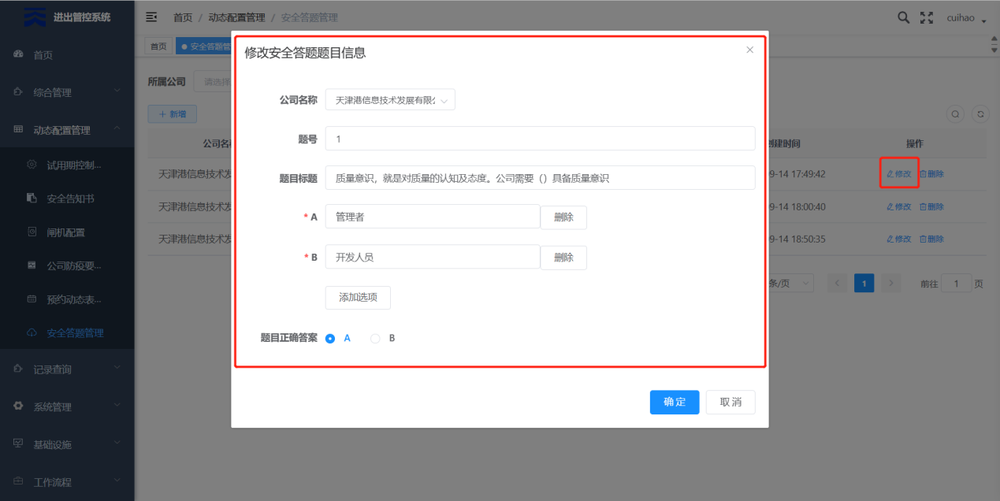 进出管控系统
首页 / 动态配置管理 / 安全答题管理
cuihao
首页
综合管理
动态配置管理
试用期控制...
安全告知书
闸机配置
公司防疫要...
预约动态表...
安全答题管理
记录查询
系统管理
基础设施
工作流程
首页
安全答题管
所属公司
请选择
+ 新增
公司名
创建时间
操作
天津港信息技术发
9-14 17:49:42
修改
删除
天津港信息技术发
9-14 18:00:40
修改
删除
天津港信息技术发
9-14 18:50:35
修改
删除
条/页
1
前往
1
页
修改安全答题题目信息
公司名称
天津港信息技术发展有限公
题号
1
题目标题
质量意识，就是对质量的认知及态度。公司需要（）具备质量意识
* A
管理者
删除
* B
开发人员
删除
添加选项
题目正确答案
A
B
确定
取消